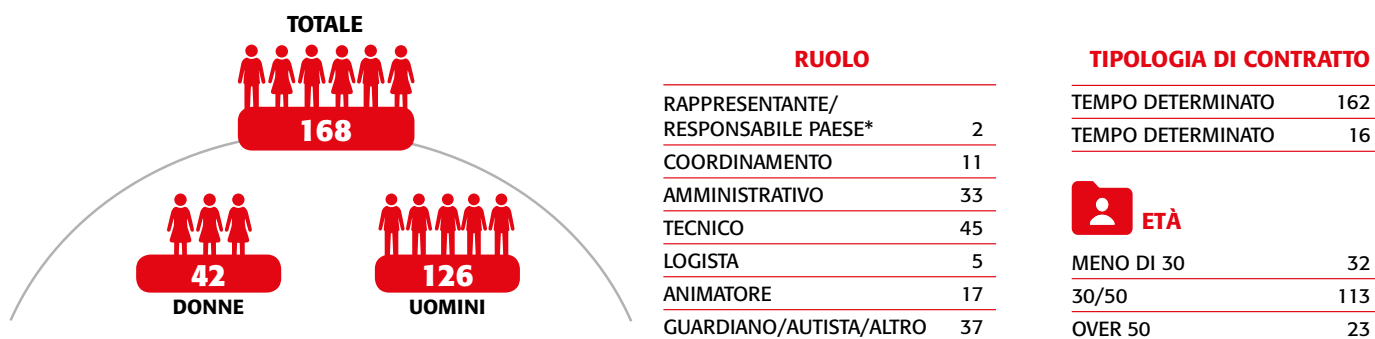 TOTALE
168
42
DONNE
126
UOMINI
RUOLO
RAPPRESENTANTE/
RESPONSABILE PAESE* 2
COORDINAMENTO 11
AMMINISTRATIVO 33
TECNICO 45
LOGISTA 5
ANIMATORE 17
GUARDIANO/AUTISTA/ALTRO 37
TIPOLOGIA DI CONTRATTO
TEMPO DETERMINATO 162
TEMPO DETERMINATO 16
ETÀ
MENO DI 30 32
30/50 113
OVER 50 23